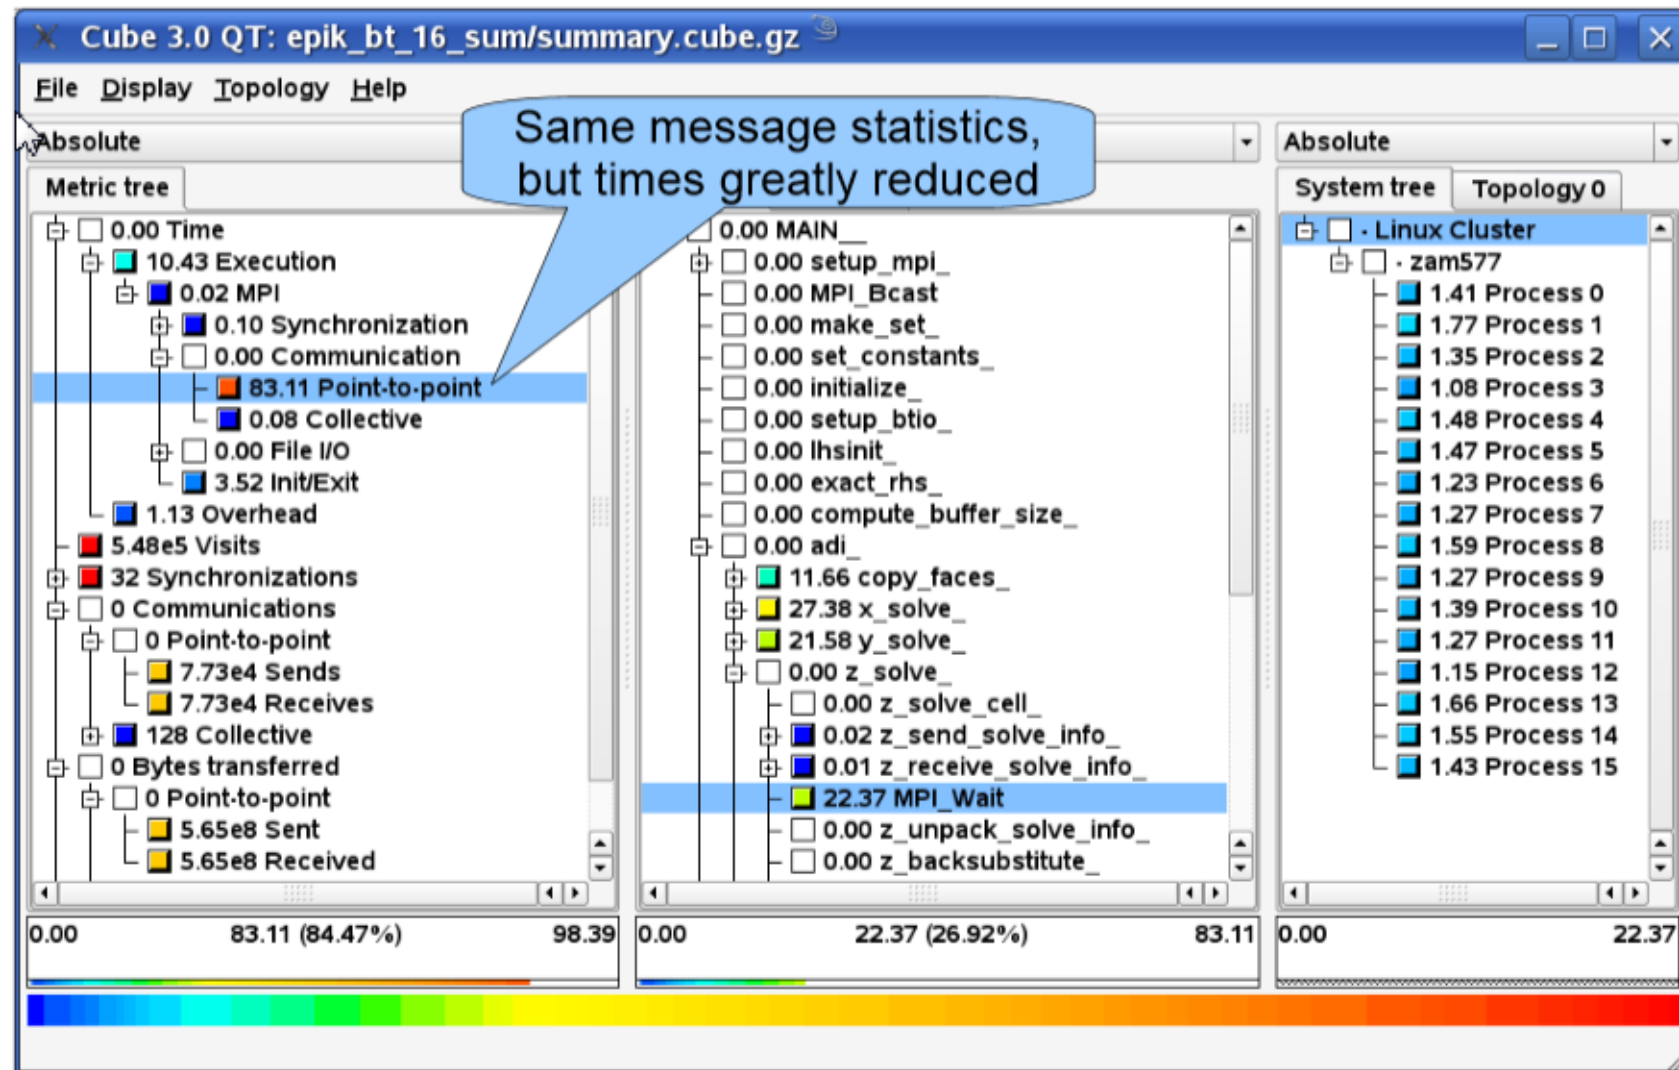 Cube 3.0 QT: epik_bt_16_sum/summary.cube.gz
File Display Topology Help
Same message statistics,
but times greatly reduced
Absolute
Metric tree
0.00 Time
10.43 Execution
0.02 MPI
0.10 Synchronization
0.00 Communication
83.11 Point-to-point
0.08 Collective
0.00 File I/O
3.52 Init/Exit
1.13 Overhead
5.48e5 Visits
32 Synchronizations
0 Communications
0 Point-to-point
7.73e4 Sends
7.73e4 Receives
128 Collective
0 Bytes transferred
0 Point-to-point
5.65e8 Sent
5.65e8 Received
0.00 83.11 (84.47%) 98.39
0.00 MAIN__
0.00 setup_mpi_
0.00 MPI_Bcast
0.00 make_set_
0.00 set_constants_
0.00 initialize_
0.00 setup_btio_
0.00 lhsinit_
0.00 exact_rhs_
0.00 compute_buffer_size_
0.00 adi_
11.66 copy_faces_
27.38 x_solve_
21.58 y_solve_
0.00 z_solve_
0.00 z_solve_cell_
0.02 z_send_solve_info_
0.01 z_receive_solve_info_
22.37 MPI_Wait
0.00 z_unpack_solve_info_
0.00 z_backsubstitute_
0.00 22.37 (26.92%) 83.11
Absolute
System tree Topology 0
- Linux Cluster
- zam577
1.41 Process 0
1.77 Process 1
1.35 Process 2
1.08 Process 3
1.48 Process 4
1.47 Process 5
1.23 Process 6
1.27 Process 7
1.59 Process 8
1.27 Process 9
1.39 Process 10
1.27 Process 11
1.15 Process 12
1.66 Process 13
1.55 Process 14
1.43 Process 15
0.00 22.37